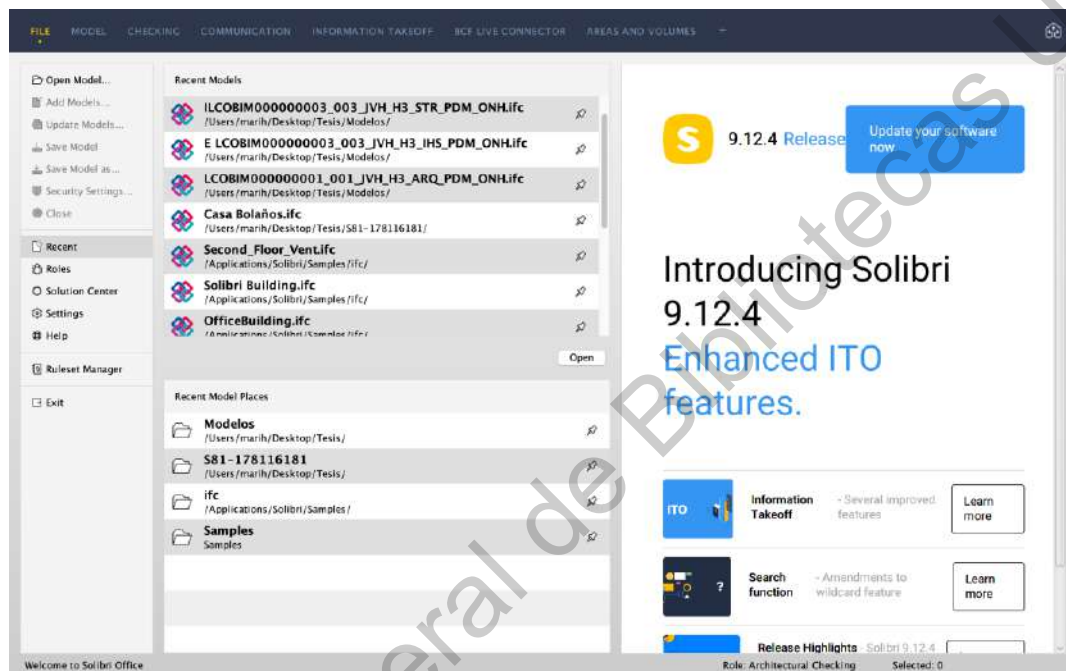 FILE MODEL CHECKING COMMUNICATION INFORMATION TAKEOFF BCF LIVE CONNECTOR AREAS AND VOLUMES +
Open Model...
Add Models...
Update Models...
Save Model
Save Model as...
Security Settings...
Close
Recent
Roles
Solution Center
Settings
Help
Ruleset Manager
Exit
Recent Models
ILCOBIM000000003_003_JVH_H3_STR_PDM_ONH.ifc
/Users/marih/Desktop/Tesis/Modelos/
E LCOBIM000000003_003_JVH_H3_IHS_PDM_ONH.ifc
/Users/marih/Desktop/Tesis/Modelos/
LCOBIM000000001_001_JVH_H3_ARQ_PDM_ONH.ifc
/Users/marih/Desktop/Tesis/Modelos/
Casa Bolaños.ifc
/Users/marih/Desktop/Tesis/S81-178116181/
Second_Floor_Vent.ifc
/Applications/Solibri/Samples/ifc/
Solibri Building.ifc
/Applications/Solibri/Samples/ifc/
OfficeBuilding.ifc
/Applications/Solibri/Samples/ifc/
Open
Recent Model Places
Modelos
/Users/marih/Desktop/Tesis/
S81-178116181
/Users/marih/Desktop/Tesis/
ifc
/Applications/Solibri/Samples/
Samples
Samples
S
9.12.4 Release
Update your software
now
Introducing Solibri
9.12.4
Enhanced ITO
features.
ITO
Information - Several improved
Takeoff features
Learn
more
?
Search - Amendments to
function wildcard feature
Learn
more
Release Highlights - Solibri 9.12.4
Welcome to Solibri Office
Role: Architectural Checking Selected: 0
eral de Bibliotecas U